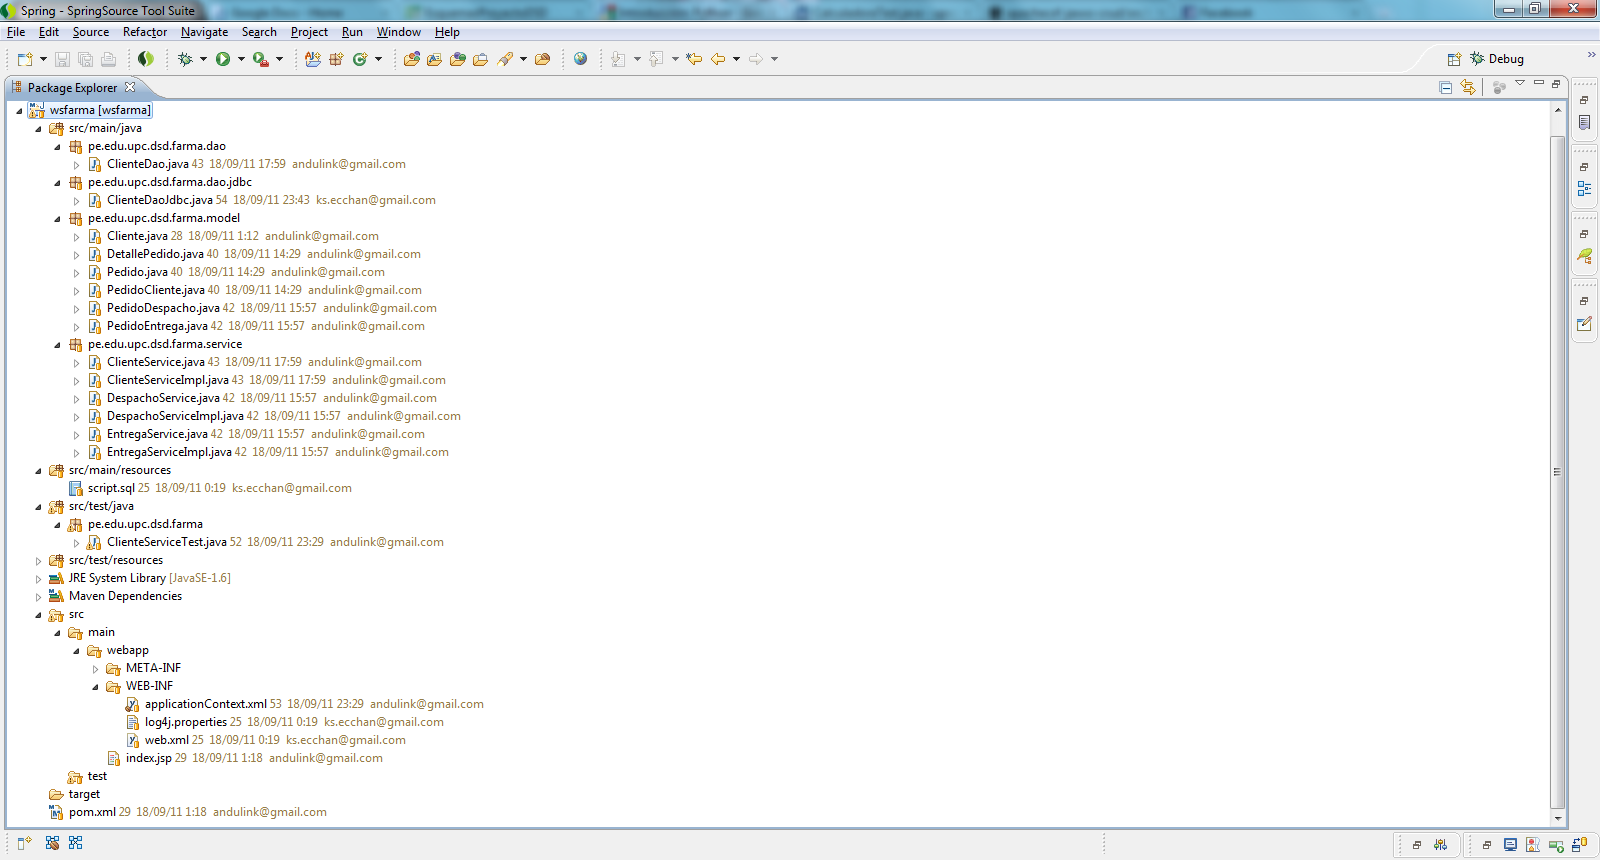 Spring - SpringSource Tool Suite
File Edit Source Refactor Navigate Search Project Run Window Help
Debug
Package Explorer
wsfarma [wsfarma]
src/main/java
pe.edu.upc.dsd.farma.dao
ClienteDao.java 43 18/09/11 17:59 andulink@gmail.com
pe.edu.upc.dsd.farma.dao.jdbc
ClienteDaoJdbc.java 54 18/09/11 23:43 ks.ecchan@gmail.com
pe.edu.upc.dsd.farma.model
Cliente.java 28 18/09/11 1:12 andulink@gmail.com
DetallePedido.java 40 18/09/11 14:29 andulink@gmail.com
Pedido.java 40 18/09/11 14:29 andulink@gmail.com
PedidoCliente.java 40 18/09/11 14:29 andulink@gmail.com
PedidoDespacho.java 42 18/09/11 15:57 andulink@gmail.com
PedidoEntrega.java 42 18/09/11 15:57 andulink@gmail.com
pe.edu.upc.dsd.farma.service
ClienteService.java 43 18/09/11 17:59 andulink@gmail.com
ClienteServiceImpl.java 43 18/09/11 17:59 andulink@gmail.com
DespachoService.java 42 18/09/11 15:57 andulink@gmail.com
DespachoServiceImpl.java 42 18/09/11 15:57 andulink@gmail.com
EntregaService.java 42 18/09/11 15:57 andulink@gmail.com
EntregaServiceImpl.java 42 18/09/11 15:57 andulink@gmail.com
src/main/resources
script.sql 25 18/09/11 0:19 ks.ecchan@gmail.com
src/test/java
pe.edu.upc.dsd.farma
ClienteServiceTest.java 52 18/09/11 23:29 andulink@gmail.com
src/test/resources
JRE System Library [JavaSE-1.6]
Maven Dependencies
src
main
webapp
META-INF
WEB-INF
applicationContext.xml 53 18/09/11 23:29 andulink@gmail.com
log4j.properties 25 18/09/11 0:19 ks.ecchan@gmail.com
web.xml 25 18/09/11 0:19 ks.ecchan@gmail.com
index.jsp 29 18/09/11 1:18 andulink@gmail.com
test
target
pom.xml 29 18/09/11 1:18 andulink@gmail.com